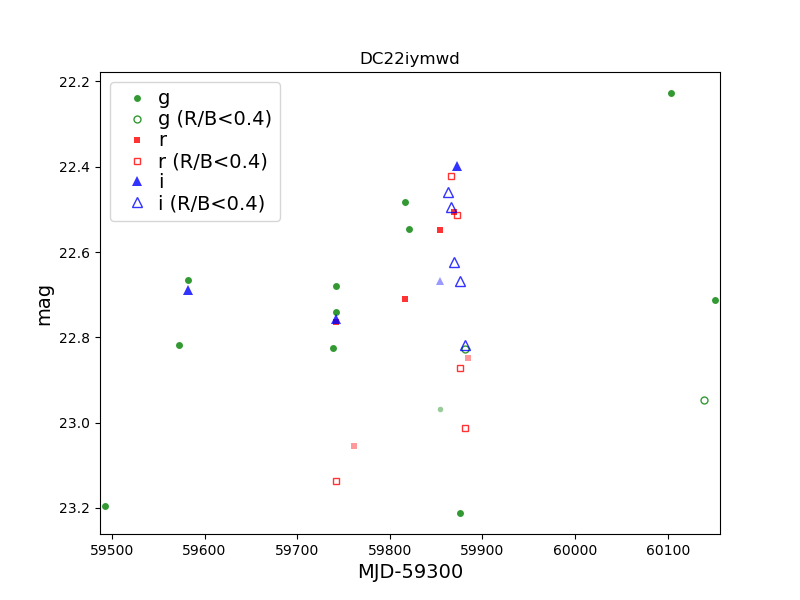 DC22iymwd
g
g (R/B<0.4)
r
r (R/B<0.4)
i
i (R/B<0.4)
22.2
22.4
22.6
22.8
23.0
23.2
mag
59500 59600 59700 59800 59900 60000 60100
MJD-59300